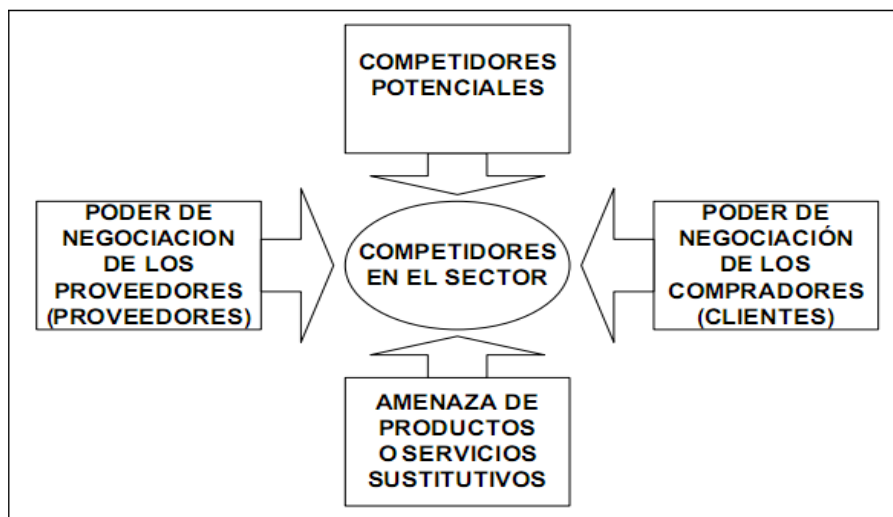 COMPETIDORES
POTENCIALES
PODER DE
NEGOCIACION
DE LOS
PROVEEDORES
(PROVEEDORES)
COMPETIDORES
EN EL SECTOR
PODER DE
NEGOCIACIÓN
DE LOS
COMPRADORES
(CLIENTES)
AMENAZA DE
PRODUCTOS
O SERVICIOS
SUSTITUTIVOS